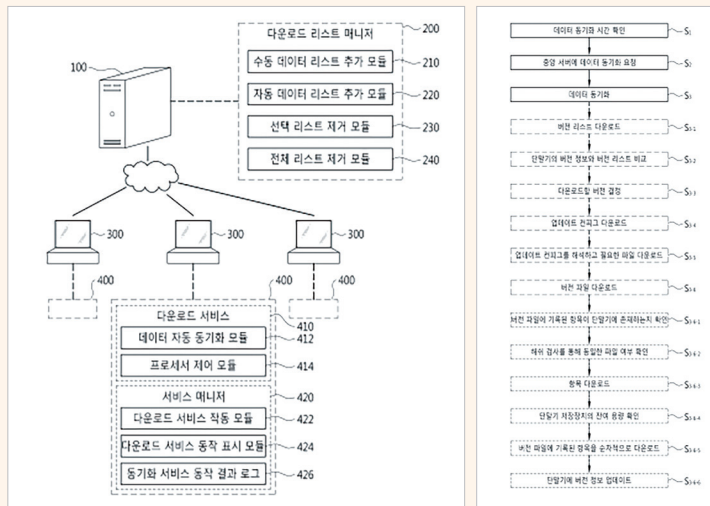 다운로드 리스트 매니저
200
100
수동 데이터 리스트 추가 모듈
210
자동 데이터 리스트 추가 모듈
220
선택 리스트 제거 모듈
230
전체 리스트 제거 모듈
240
300
300
300
400
400
400
다운로드 서비스
410
데이터 자동 동기화 모듈
412
프로세서 제어 모듈
414
서비스 매니저
420
다운로드 서비스 작동 모듈
422
다운로드 서비스 동작 표시 모듈
424
동기화 서비스 동작 결과 로그
426
데이터 동기화 시간 확인
S1
중앙 서버에 데이터 동기화 요청
S2
데이터 동기화
S3
버전 리스트 다운로드
S3-1
단말기의 버전 정보와 버전 리스트 비교
S3-2
다운로드할 버전 결정
S3-3
업데이트 컨피그 다운로드
S3-4
업데이트 컨피그를 해석하고 필요한 파일 다운로드
S3-5
버전 파일 다운로드
S3-6
버전 파일에 기록된 항목이 단말기에 존재하는지 확인
S3-6-1
해쉬 검사를 통해 동일한 파일 여부 확인
S3-6-2
항목 다운로드
S3-6-3
단말기 저장장치의 잔여 용량 확인
S3-6-4
버전 파일에 기록된 항목을 순차적으로 다운로드
S3-6-5
단말기에 버전 정보 업데이트
S3-6-6